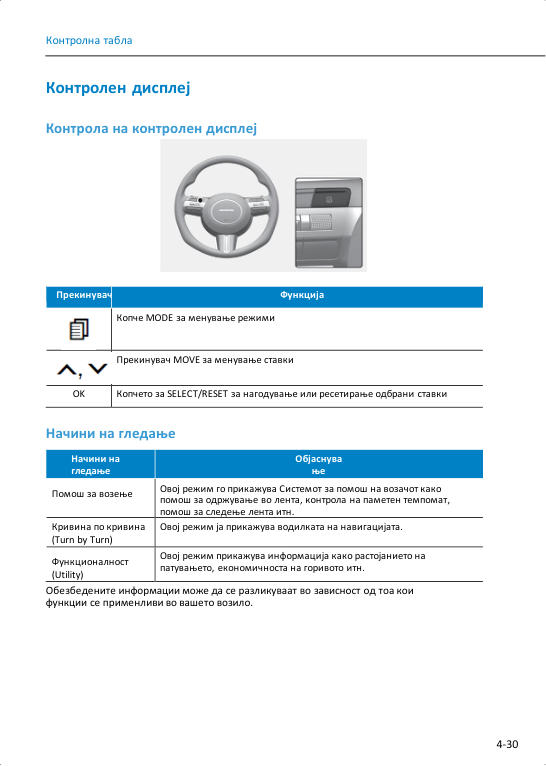 Контролна табла
Контролен дисплеј
Контрола на контролен дисплеј
Прекинувач Функција
Копче MODE за менување режими
, Прекинувач MOVE за менување ставки
OK Копчето за SELECT/RESET за нагодување или ресетирање одбрани ставки
Начини на гледање
Начини на Објаснува
гледање ње
Помош за возење
Овој режим го прикажува Системот за помош на возачот како
помош за одржување во лента, контрола на паметен темпомат,
помош за следење лента итн.
Кривина по кривина Овој режим ја прикажува водилката на навигацијата.
(Turn by Turn)
Функционалност
(Utility)
Овој режим прикажува информација како растојанието на
патувањето, економичноста на горивото итн.
Обезбедените информации може да се разликуваат во зависност од тоа кои
функции се применливи во вашето возило.
4-30